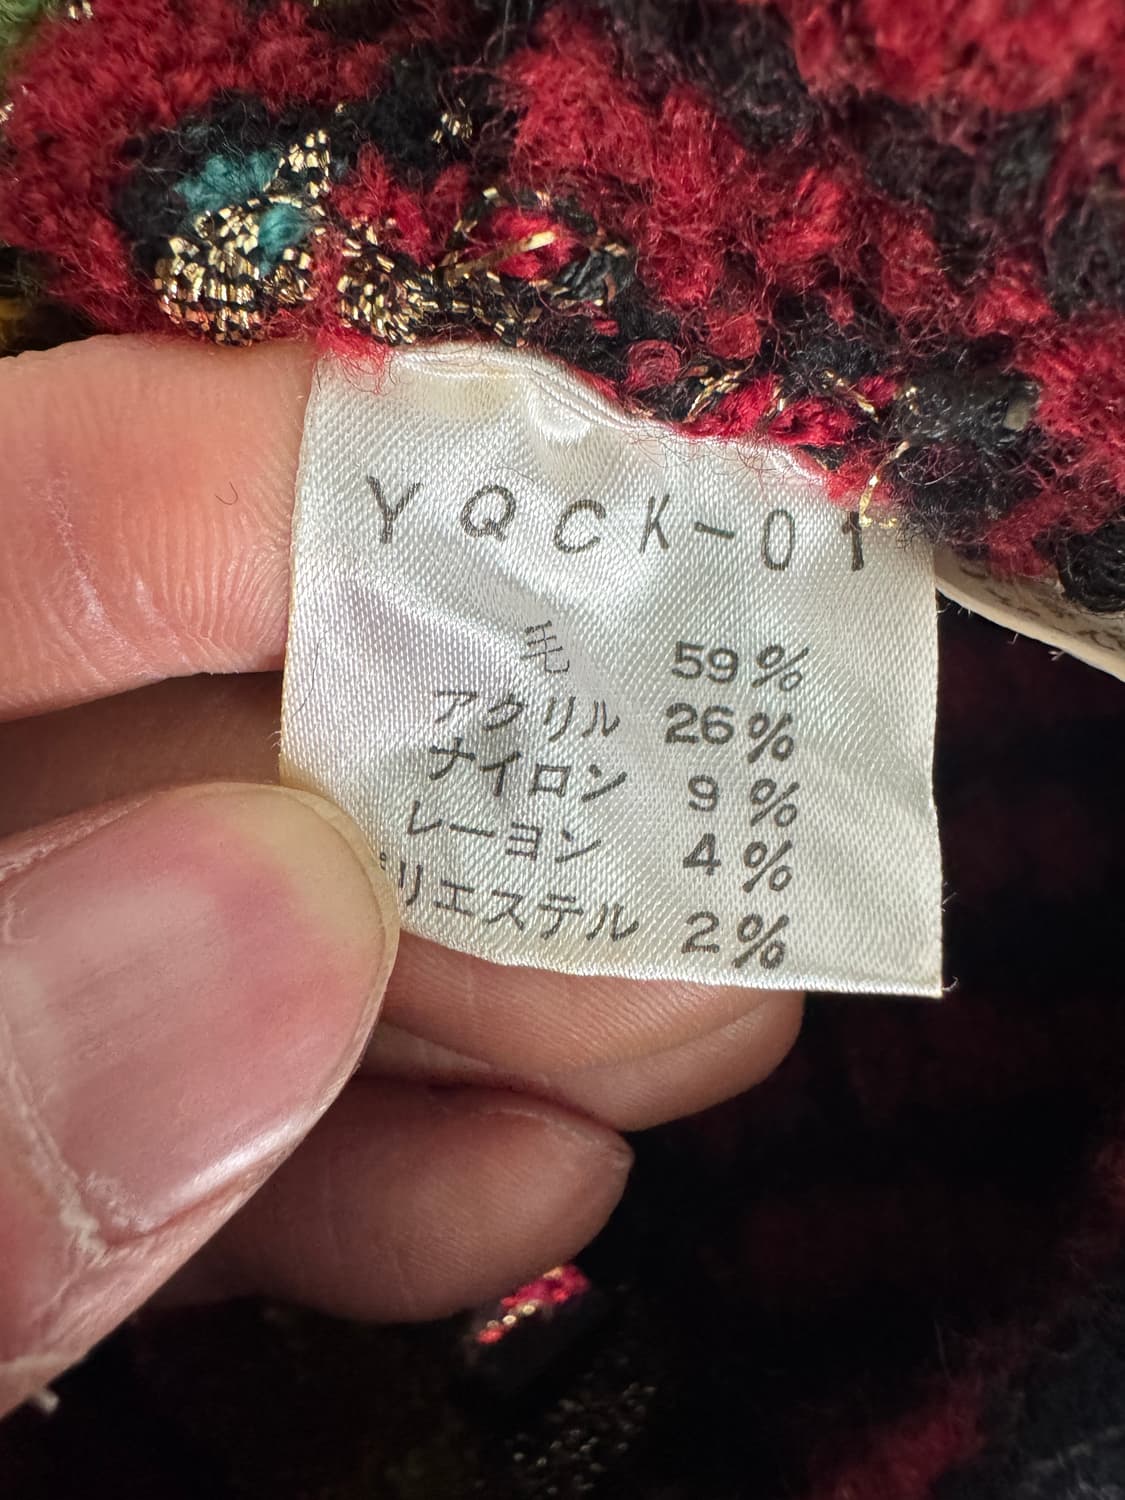 YQCK-01
毛 59%
アクリル 26%
ナイロン 9%
レーヨン 4%
ポリエステル 2%